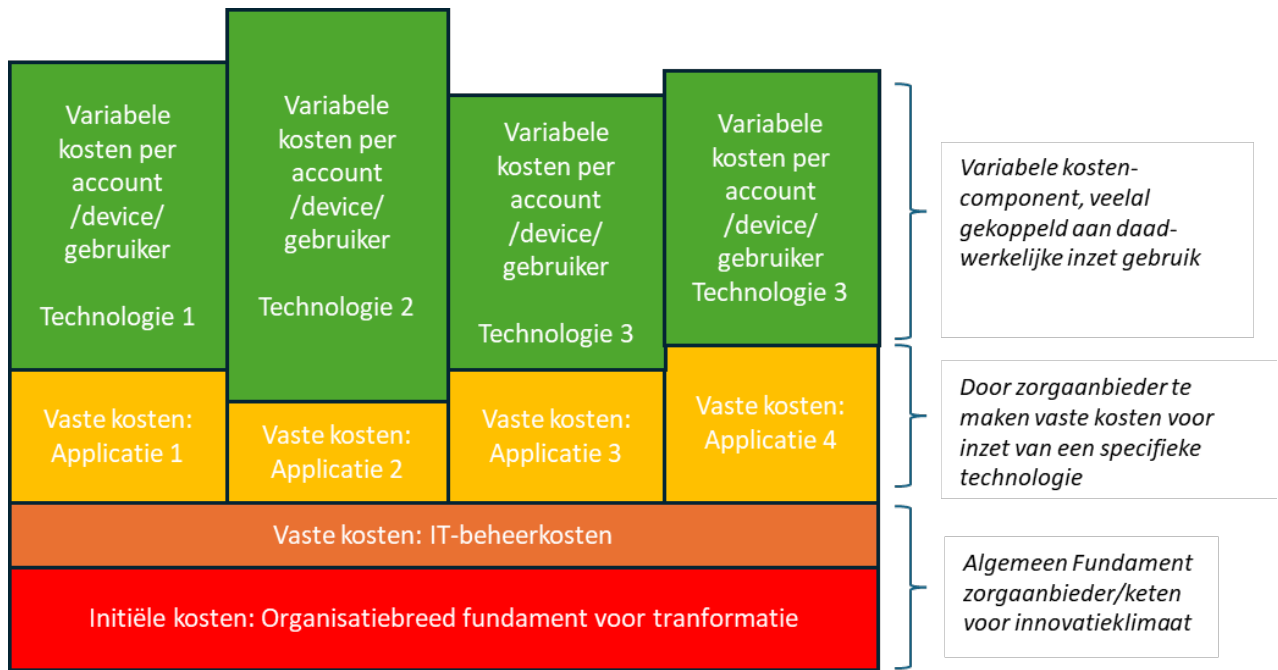 Variabele
kosten per
account
/device/
gebruiker
Technologie 1
Variabele
kosten per
account
/device/
gebruiker
Technologie 2
Variabele
kosten per
account
/device/
gebruiker
Technologie 3
Variabele
kosten per
account
/device/
gebruiker
Technologie 3
Variabele kosten-
component, veelal
gekoppeld aan daad-
werkelijke inzet gebruik
Vaste kosten:
Applicatie 1
Vaste kosten:
Applicatie 2
Vaste kosten:
Applicatie 3
Vaste kosten:
Applicatie 4
Door zorgaanbieder te
maken vaste kosten voor
inzet van een specifieke
technologie
Vaste kosten: IT-beheerkosten
Initiële kosten: Organisatiebreed fundament voor tranformatie
Algemeen Fundament
zorgaanbieder/keten
voor innovatieklimaat